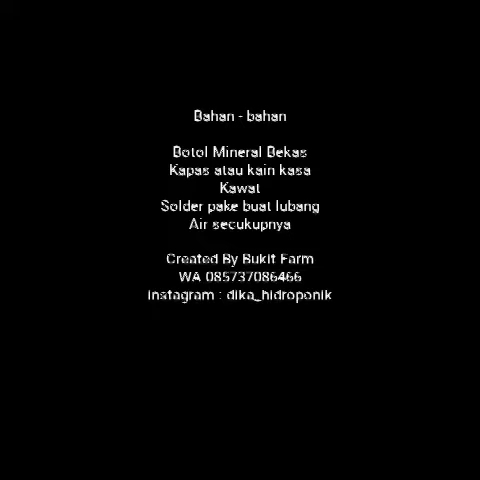 Bahan - bahan
Botol Mineral Bekas
Kapas atau kain kasa
Kawat
Solder pake buat lubang
Air secukupnya
Created By Bukit Farm
WA 085737086466
instagram : dika_hidroponik